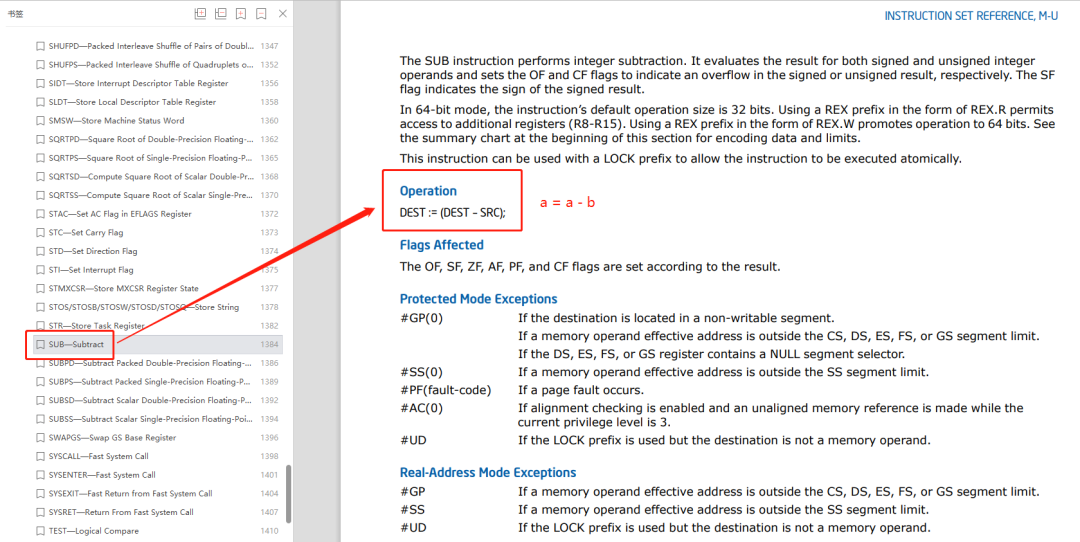 书签
SHUFPD—Packed Interleave Shuffle of Pairs of Doubl... 1347
SHUFPS—Packed Interleave Shuffle of Quadruplets o... 1352
SIDT—Store Interrupt Descriptor Table Register 1356
SLDT—Store Local Descriptor Table Register 1358
SMSW—Store Machine Status Word 1360
SQRTPD—Square Root of Double-Precision Floating-... 1362
SQRTPS—Square Root of Single-Precision Floating-P... 1365
SQRTSD—Compute Square Root of Scalar Double-Pr... 1368
SQRTSS—Compute Square Root of Scalar Single-Pre... 1370
STAC—Set AC Flag in EFLAGS Register 1372
STC—Set Carry Flag 1373
STD—Set Direction Flag 1374
STI—Set Interrupt Flag 1375
STMXCSR—Store MXCSR Register State 1377
STOS/STOSB/STOSW/STOSD/STOSQ—Store String 1378
STR—Store Task Register 1382
SUB—Subtract 1384
SUBPD—Subtract Packed Double-Precision Floating-... 1386
SUBPS—Subtract Packed Single-Precision Floating-P... 1389
SUBSD—Subtract Scalar Double-Precision Floating-P... 1392
SUBSS—Subtract Scalar Single-Precision Floating-Poi... 1394
SWAPGS—Swap GS Base Register 1396
SYSCALL—Fast System Call 1398
SYSENTER—Fast System Call 1401
SYSEXIT—Fast Return from Fast System Call 1404
SYSRET—Return From Fast System Call 1407
TEST—Logical Compare 1410
INSTRUCTION SET REFERENCE, M-U
The SUB instruction performs integer subtraction. It evaluates the result for both signed and unsigned integer
operands and sets the OF and CF flags to indicate an overflow in the signed or unsigned result, respectively. The SF
flag indicates the sign of the signed result.
In 64-bit mode, the instruction's default operation size is 32 bits. Using a REX prefix in the form of REX.R permits
access to additional registers (R8-R15). Using a REX prefix in the form of REX.W promotes operation to 64 bits. See
the summary chart at the beginning of this section for encoding data and limits.
This instruction can be used with a LOCK prefix to allow the instruction to be executed atomically.
Operation
DEST := (DEST – SRC);
a = a - b
Flags Affected
The OF, SF, ZF, AF, PF, and CF flags are set according to the result.
Protected Mode Exceptions
#GP(0) If the destination is located in a non-writable segment.
If a memory operand effective address is outside the CS, DS, ES, FS, or GS segment limit.
If the DS, ES, FS, or GS register contains a NULL segment selector.
#SS(0) If a memory operand effective address is outside the SS segment limit.
#PF(fault-code) If a page fault occurs.
#AC(0) If alignment checking is enabled and an unaligned memory reference is made while the
current privilege level is 3.
#UD If the LOCK prefix is used but the destination is not a memory operand.
Real-Address Mode Exceptions
#GP If a memory operand effective address is outside the CS, DS, ES, FS, or GS segment limit.
#SS If a memory operand effective address is outside the SS segment limit.
#UD If the LOCK prefix is used but the destination is not a memory operand.